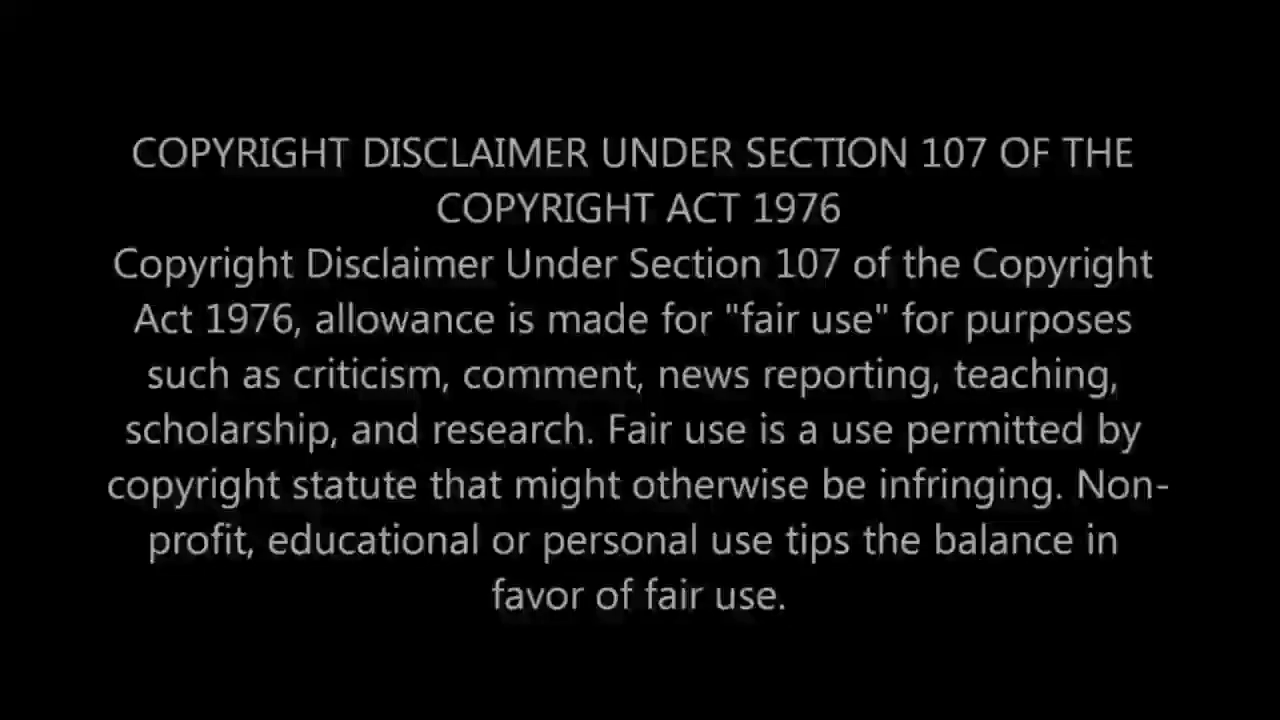 COPYRIGHT DISCLAIMER UNDER SECTION 107 OF THE
COPYRIGHT ACT 1976
Copyright Disclaimer Under Section 107 of the Copyright
Act 1976, allowance is made for "fair use" for purposes
such as criticism, comment, news reporting, teaching,
scholarship, and research. Fair use is a use permitted by
copyright statute that might otherwise be infringing. Non-
profit, educational or personal use tips the balance in
favor of fair use.